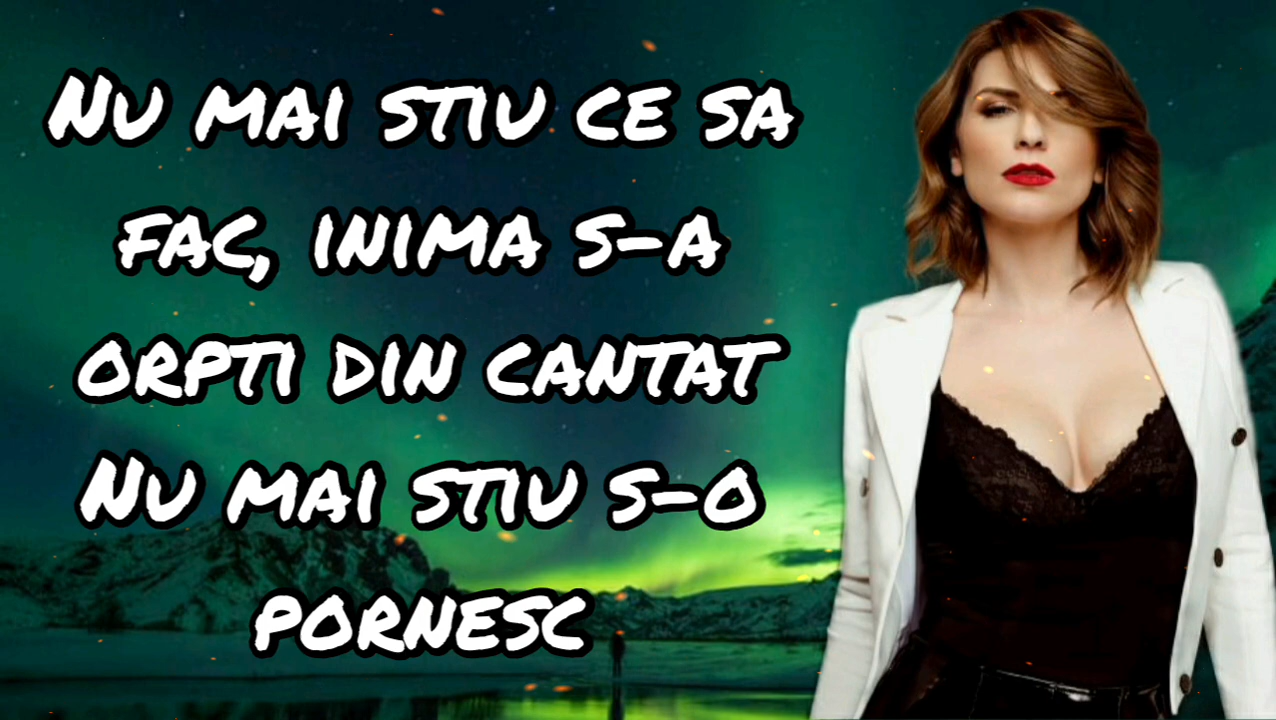 Nu mai stiu ce sa
fac, inima s-a
orpti din cantat
Nu mai stiu s-o
pornesc